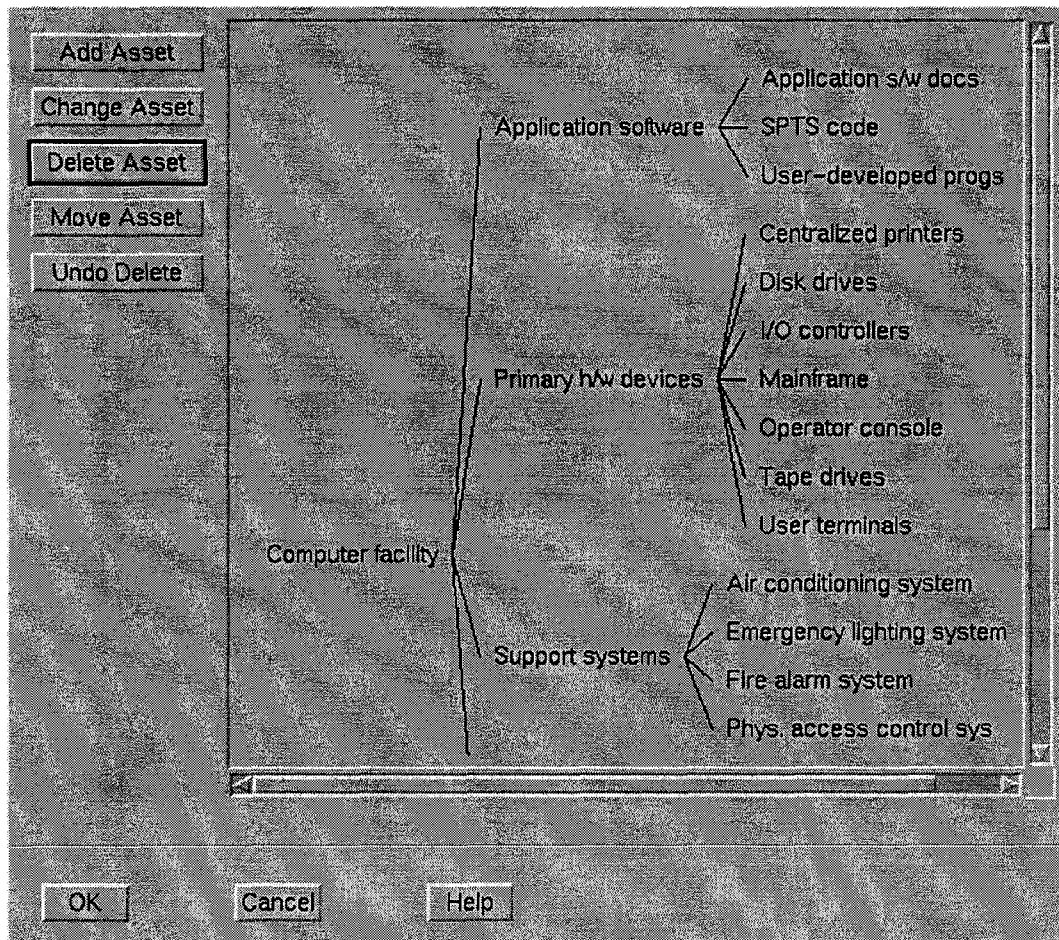 Add Asset
Change Asset
Delete Asset
Move Asset
Undo Delete
Application s/w docs
Application software
SPTS code
User-developed progs
Centralized printers
Disk drives
I/O controllers
Primary h/w devices
Mainframe
Operator console
Tape drives
User terminals
Computer facility
Air conditioning system
Emergency lighting system
Support systems
Fire alarm system
Phys. access control sys
OK
Cancel
Help